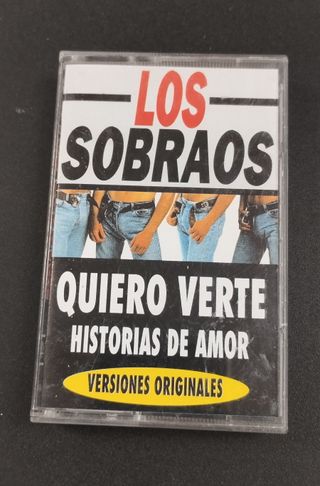 LOS
SOBRAOS
QUIERO VERTE
HISTORIAS DE AMOR
VERSIONES ORIGINALES